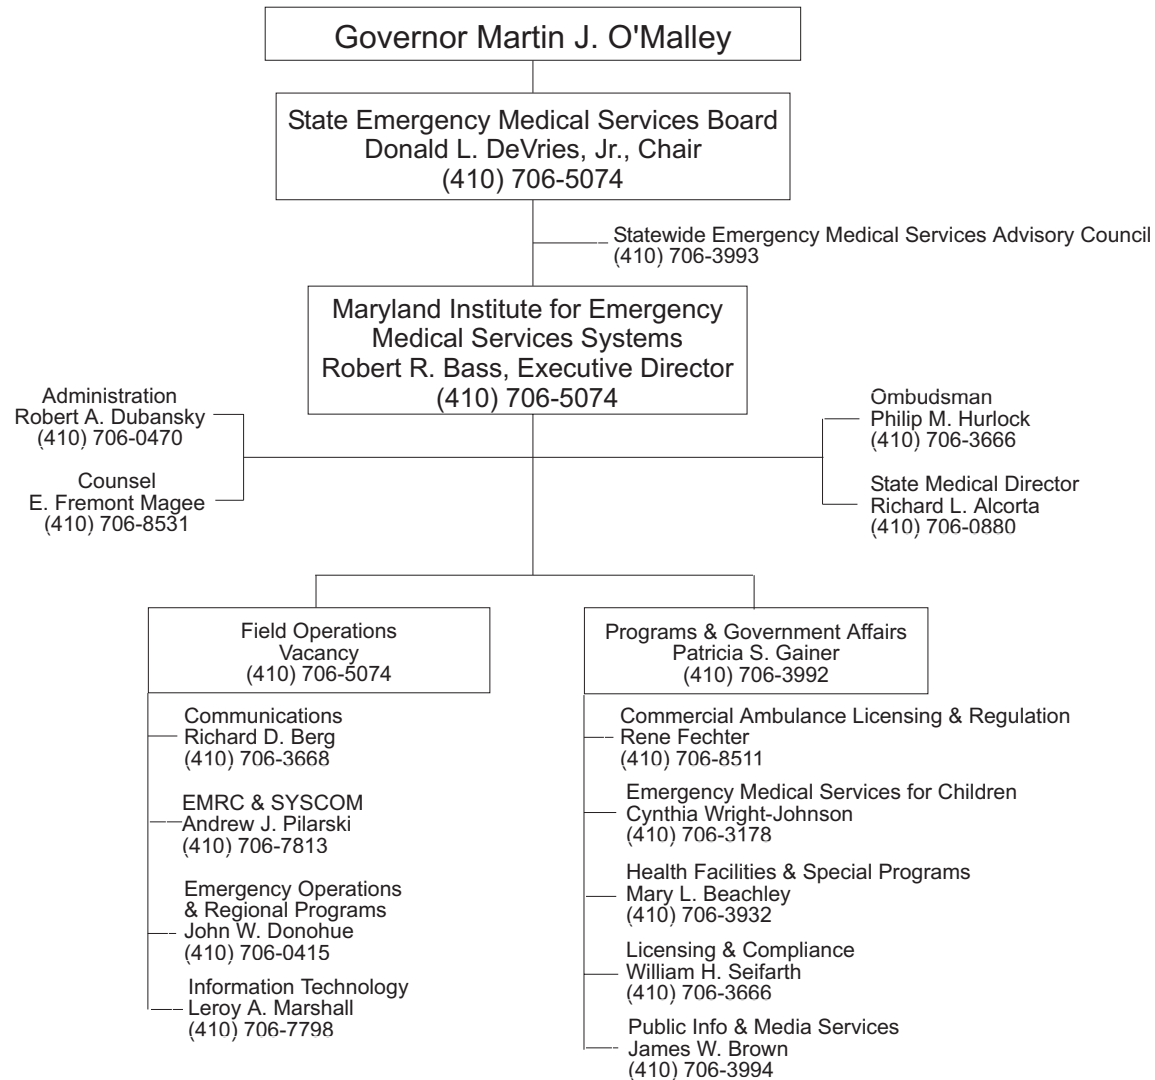 Governor Martin J. O'Malley
State Emergency Medical Services Board
Donald L. DeVries, Jr., Chair
(410) 706-5074
Statewide Emergency Medical Services Advisory Council
(410) 706-3993
Maryland Institute for Emergency
Medical Services Systems
Robert R. Bass, Executive Director
(410) 706-5074
Administration
Robert A. Dubansky
(410) 706-0470
Counsel
E. Fremont Magee
(410) 706-8531
Ombudsman
Philip M. Hurlock
(410) 706-3666
State Medical Director
Richard L. Alcorta
(410) 706-0880
Field Operations
Vacancy
(410) 706-5074
Communications
Richard D. Berg
(410) 706-3668
EMRC & SYSCOM
Andrew J. Pilarski
(410) 706-7813
Emergency Operations
& Regional Programs
John W. Donohue
(410) 706-0415
Information Technology
Leroy A. Marshall
(410) 706-7798
Programs & Government Affairs
Patricia S. Gainer
(410) 706-3992
Commercial Ambulance Licensing & Regulation
Rene Fechter
(410) 706-8511
Emergency Medical Services for Children
Cynthia Wright-Johnson
(410) 706-3178
Health Facilities & Special Programs
Mary L. Beachley
(410) 706-3932
Licensing & Compliance
William H. Seifarth
(410) 706-3666
Public Info & Media Services
James W. Brown
(410) 706-3994